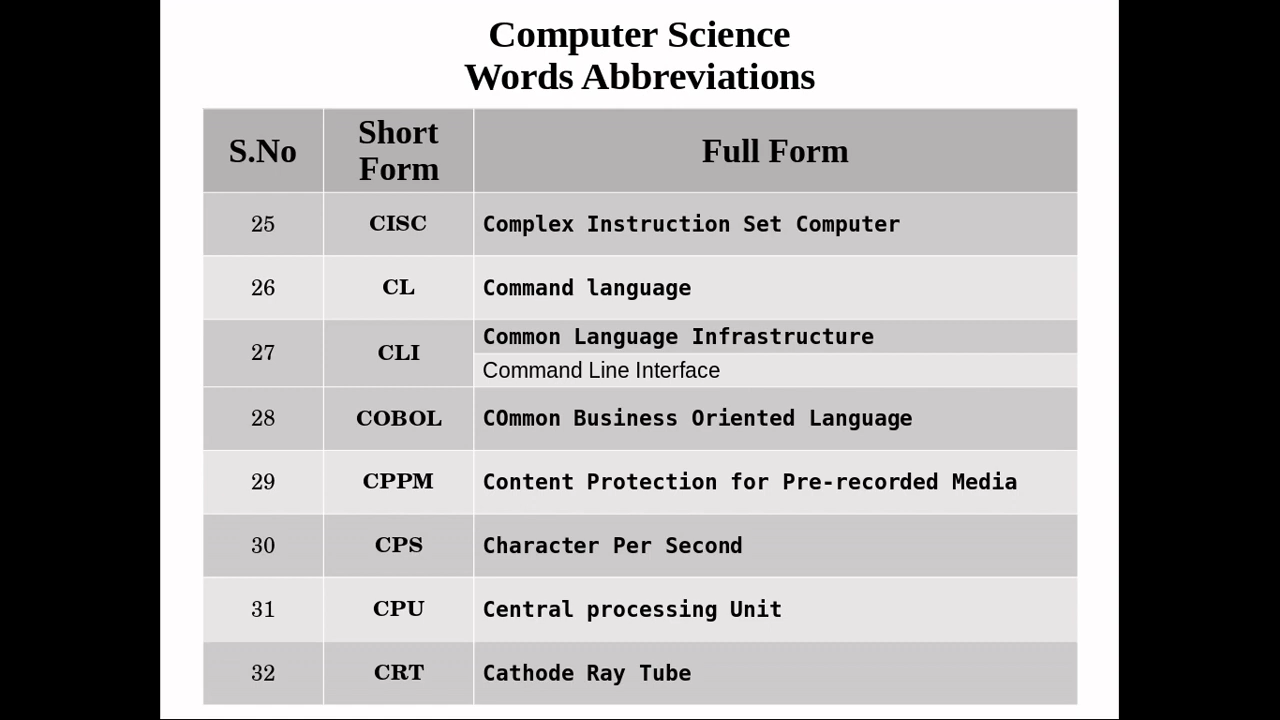 Computer Science
Words Abbreviations
S.No Short Form Full Form
25 CISC Complex Instruction Set Computer
26 CL Command language
27 CLI Common Language Infrastructure
Command Line Interface
28 COBOL COmmon Business Oriented Language
29 CPPM Content Protection for Pre-recorded Media
30 CPS Character Per Second
31 CPU Central processing Unit
32 CRT Cathode Ray Tube